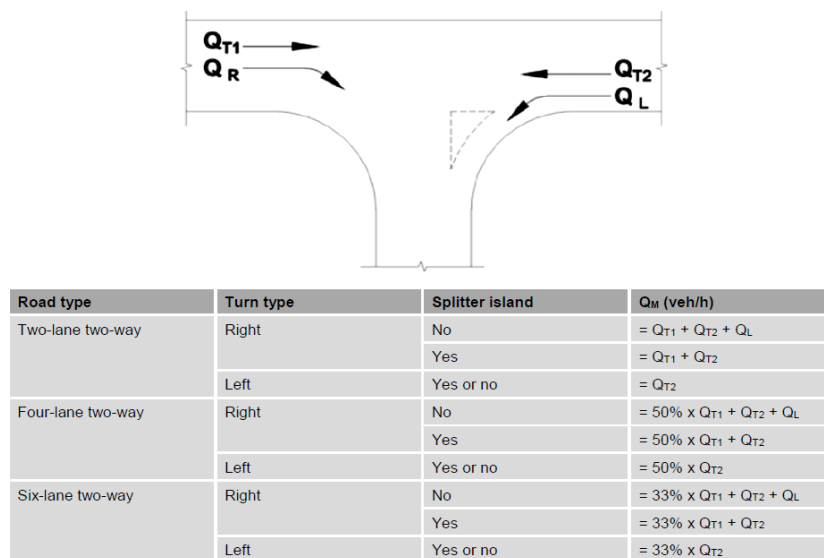 QT1
QR
QT2
QL
Road type Turn type Splitter island QM (veh/h)
Two-lane two-way Right No = QT1 + QT2 + QL
Yes = QT1 + QT2
Left Yes or no = QT2
Four-lane two-way Right No = 50% x QT1 + QT2 + QL
Yes = 50% x QT1 + QT2
Left Yes or no = 50% x QT2
Six-lane two-way Right No = 33% x QT1 + QT2 + QL
Yes = 33% x QT1 + QT2
Left Yes or no = 33% x QT2